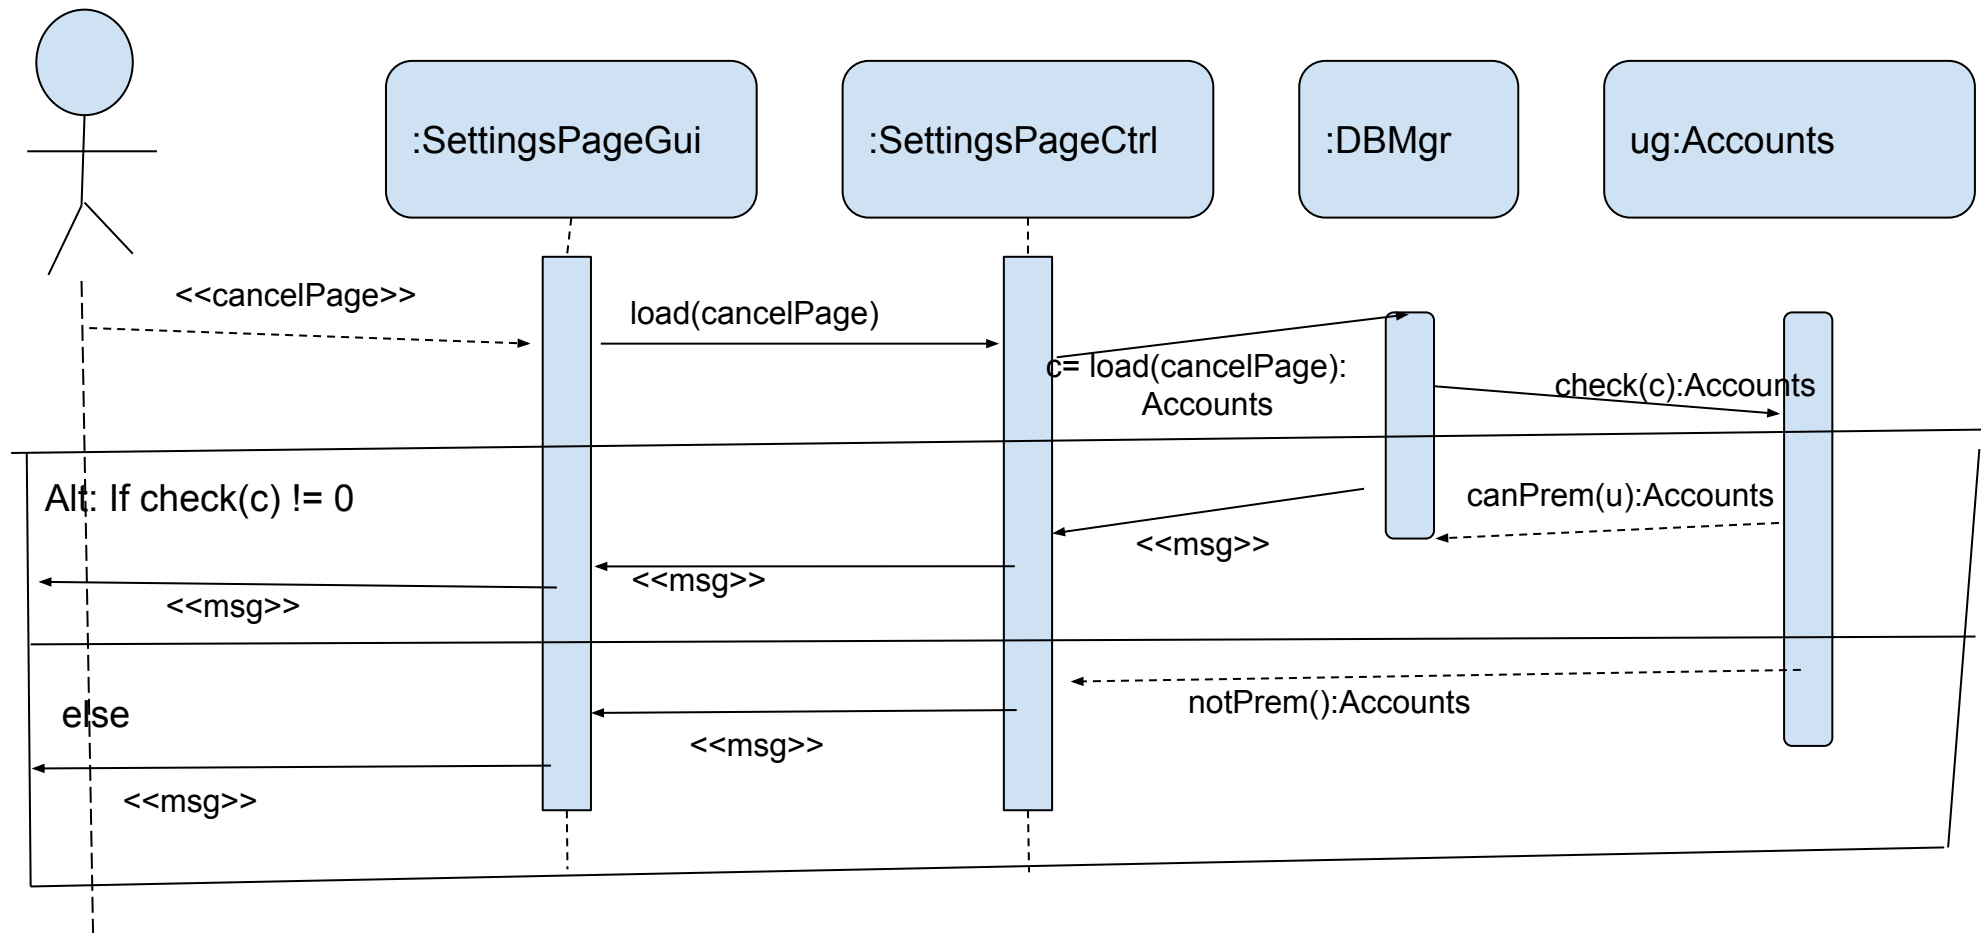 :SettingsPageGui
:SettingsPageCtrl
:DBMgr
ug:Accounts
<<cancelPage>>
load(cancelPage)
c= load(cancelPage):
Accounts
check(c):Accounts
Alt: If check(c) != 0
canPrem(u):Accounts
<<msg>>
<<msg>>
<<msg>>
notPrem():Accounts
else
<<msg>>
<<msg>>